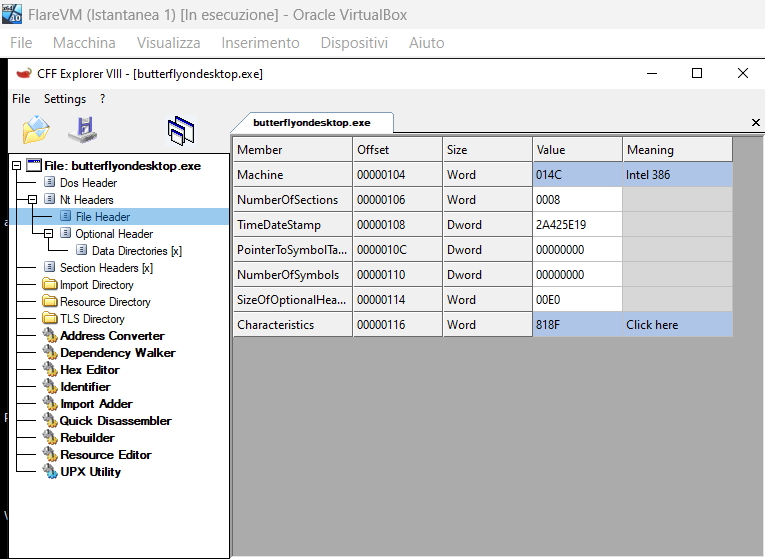 FlareVM (Istantanea 1) [In esecuzione] - Oracle VirtualBox
File Macchina Visualizza Inserimento Dispositivi Aiuto
CFF Explorer VIII - [butterflyondesktop.exe]
File Settings ?
butterflyondesktop.exe
File: butterflyondesktop.exe
Dos Header
Nt Headers
File Header
Optional Header
Data Directories [x]
Section Headers [x]
Import Directory
Resource Directory
TLS Directory
Address Converter
Dependency Walker
Hex Editor
Identifier
Import Adder
Quick Disassembler
Rebuilder
Resource Editor
UPX Utility
Member Offset Size Value Meaning
Machine 00000104 Word 014C Intel 386
NumberOfSections 00000106 Word 0008
TimeDateStamp 00000108 Dword 2A425E19
PointerToSymbolTa... 0000010C Dword 00000000
NumberOfSymbols 00000110 Dword 00000000
SizeOfOptionalHea... 00000114 Word 00E0
Characteristics 00000116 Word 818F Click here